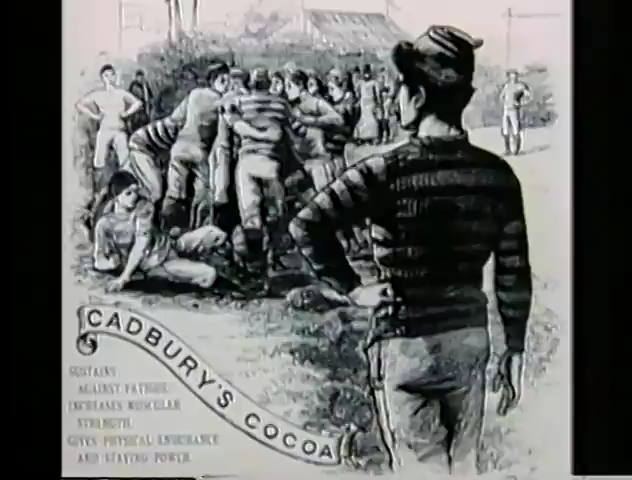 CADBURY'S COCOA
SUSTAINS
AGAINST FATIGUE
INCREASES MUSCULAR
STRENGTH
GIVES PHYSICAL ENDURANCE
AND STAYING POWER.